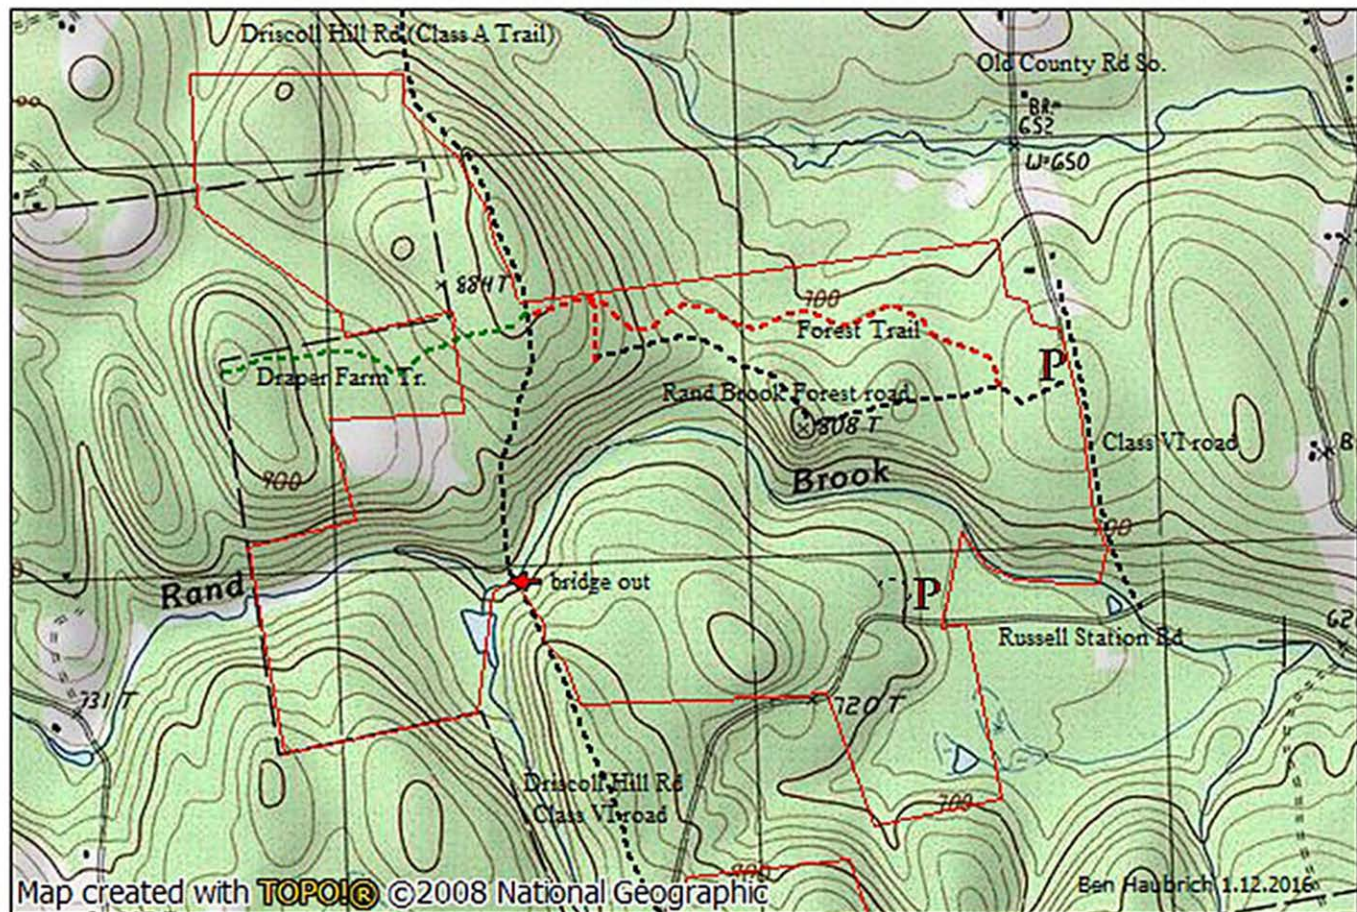 Driscoll Hill Rd (Class A Trail)
Old County Rd So.
BR
652
W=650
884 T
700
Forest Trail
P
Draper Farm Tr.
Rand Brook Forest road
808 T
Class VI road
900
Brook
bridge out
Rand
P
Russell Station Rd
731 T
720 T
Driscoll Hill Rd
Class VI road
700
Map created with TOPO!® ©2008 National Geographic
Ben Haubrich 1.12.2016